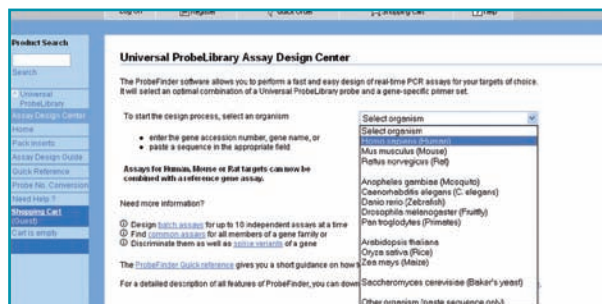 Log on
Register
Quick Order
Shopping Cart
Help
Product Search
Search
Universal
ProbeLibrary
Assay Design Center
Home
Pack Inserts
Assay Design Guide
Quick Reference
Probe No. Conversion
Need Help ?
Shopping Cart
(Guest)
Cart is empty
Universal ProbeLibrary Assay Design Center
The ProbeFinder software allows you to perform a fast and easy design of real-time PCR assays for your targets of choice.
It will select an optimal combination of a Universal ProbeLibrary probe and a gene-specific primer set.
To start the design process, select an organism
• enter the gene accession number, gene name, or
• paste a sequence in the appropriate field
Assays for Human, Mouse or Rat targets can now be
combined with a reference gene assay.
Need more information?
Design batch assays for up to 10 independent assays at a time
Find common assays for all members of a gene family or
Discriminate them as well as splice variants of a gene
The ProbeFinder Quick reference gives you a short guidance on how t
For a detailed description of all features of ProbeFinder, you can down
Select organism
Select organism
Homo sapiens (Human)
Mus musculus (Mouse)
Rattus norvegicus (Rat)
Anopheles gambiae (Mosquito)
Caenorhabditis elegans (C. elegans)
Danio rerio (Zebrafish)
Drosophila melanogaster (Fruitfly)
Pan troglodytes (Primates)
Arabidopsis thaliana
Oryza sativa (Rice)
Zea mays (Maize)
Saccharomyces cerevisiae (Baker's yeast)
Other organism (paste sequence only)